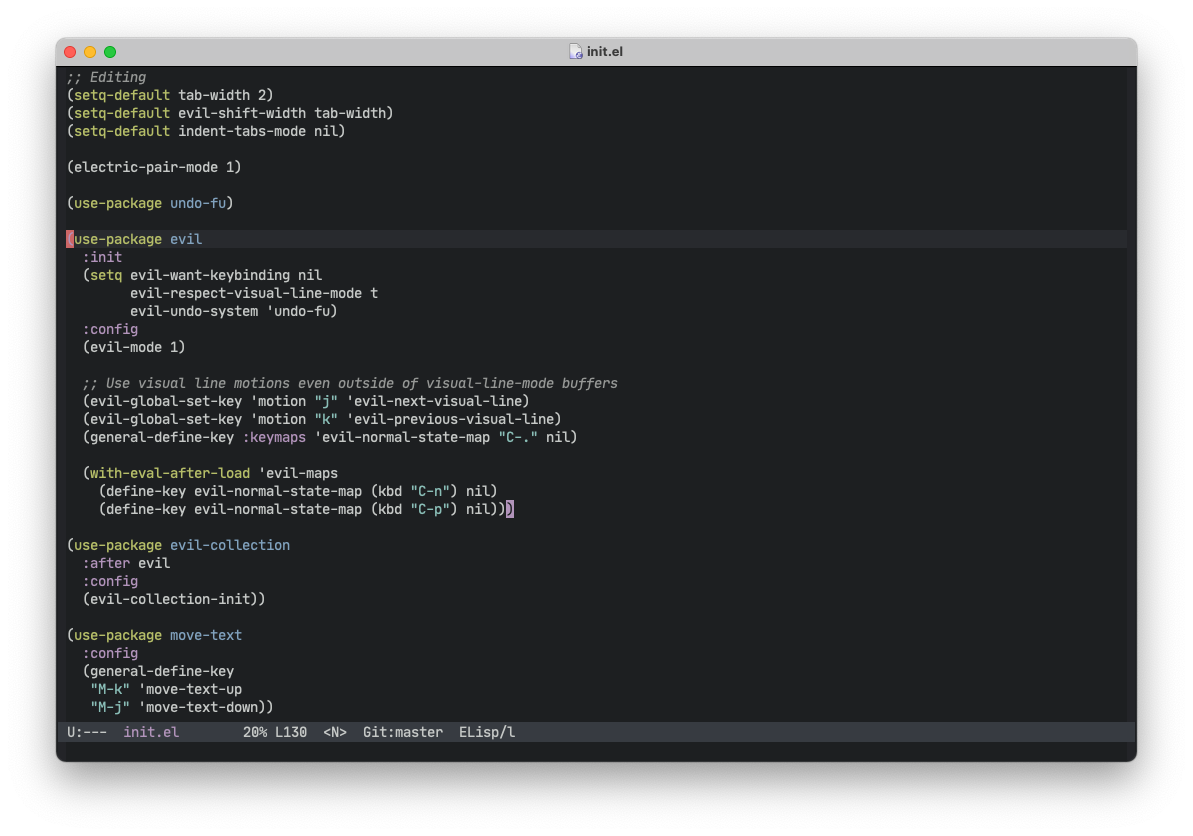 init.el
;; Editing
(setq-default tab-width 2)
(setq-default evil-shift-width tab-width)
(setq-default indent-tabs-mode nil)
(electric-pair-mode 1)
(use-package undo-fu)
(use-package evil
  :init
  (setq evil-want-keybinding nil
        evil-respect-visual-line-mode t
        evil-undo-system 'undo-fu)
  :config
  (evil-mode 1)
  ;; Use visual line motions even outside of visual-line-mode buffers
  (evil-global-set-key 'motion "j" 'evil-next-visual-line)
  (evil-global-set-key 'motion "k" 'evil-previous-visual-line)
  (general-define-key :keymaps 'evil-normal-state-map "C-." nil)
  (with-eval-after-load 'evil-maps
    (define-key evil-normal-state-map (kbd "C-n") nil)
    (define-key evil-normal-state-map (kbd "C-p") nil)))
(use-package evil-collection
  :after evil
  :config
  (evil-collection-init))
(use-package move-text
  :config
  (general-define-key
   "M-k" 'move-text-up
   "M-j" 'move-text-down))
U:---  init.el        20% L130  <N>  Git:master  ELisp/l